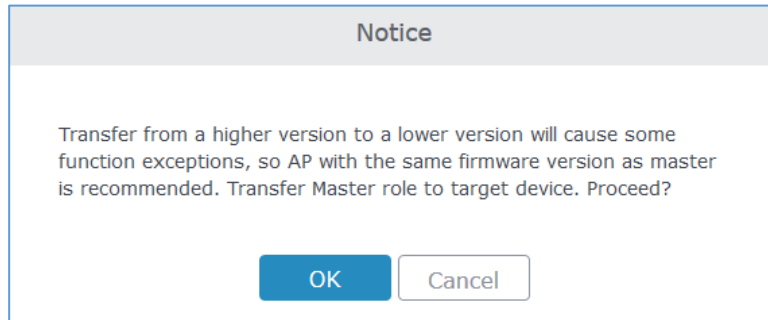 Notice
Transfer from a higher version to a lower version will cause some
function exceptions, so AP with the same firmware version as master
is recommended. Transfer Master role to target device. Proceed?
OK Cancel